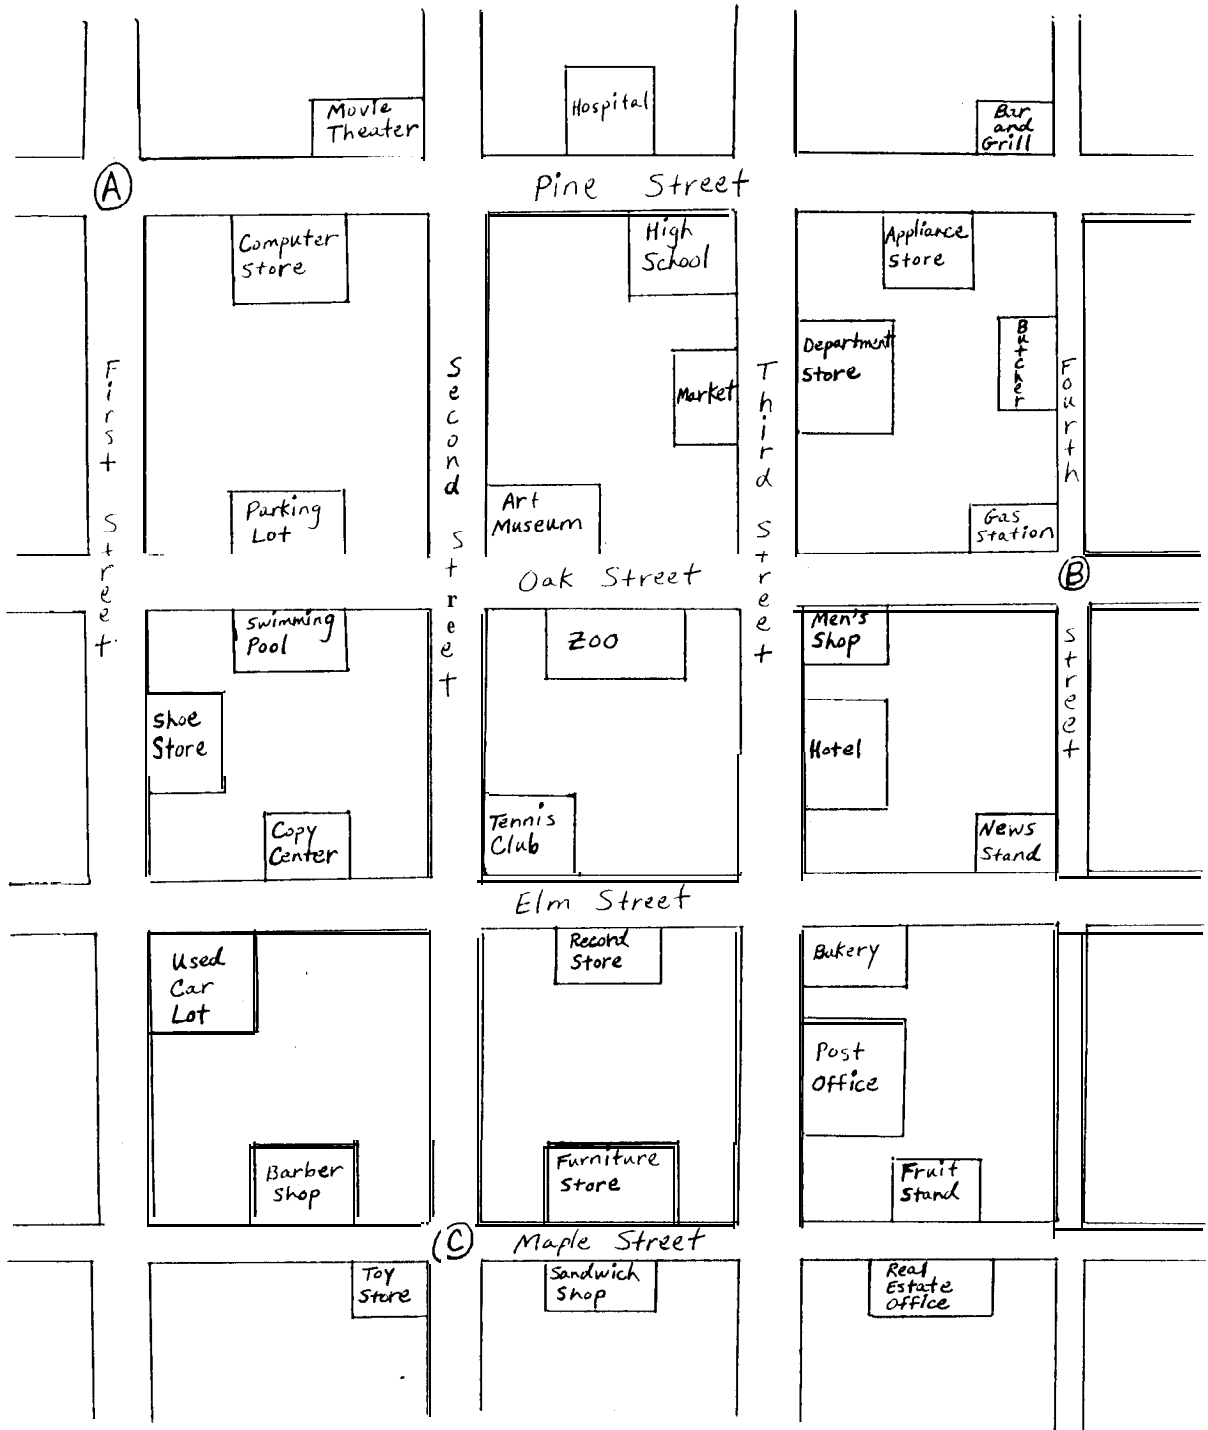 Movie
Theater
Hospital
Bar
and
Grill
A
Pine Street
Computer
Store
High
School
Appliance
Store
Department
Store
Butcher
Market
First Street
Second Street
Third Street
Fourth Street
Parking
Lot
Art
Museum
Gas
Station
Oak Street
B
Swimming
Pool
Zoo
Men's
Shop
Shoe
Store
Hotel
Copy
Center
Tennis
Club
News
Stand
Elm Street
Used
Car
Lot
Record
Store
Bakery
Post
Office
Barber
Shop
Furniture
Store
Fruit
Stand
C
Maple Street
Toy
Store
Sandwich
Shop
Real
Estate
Office